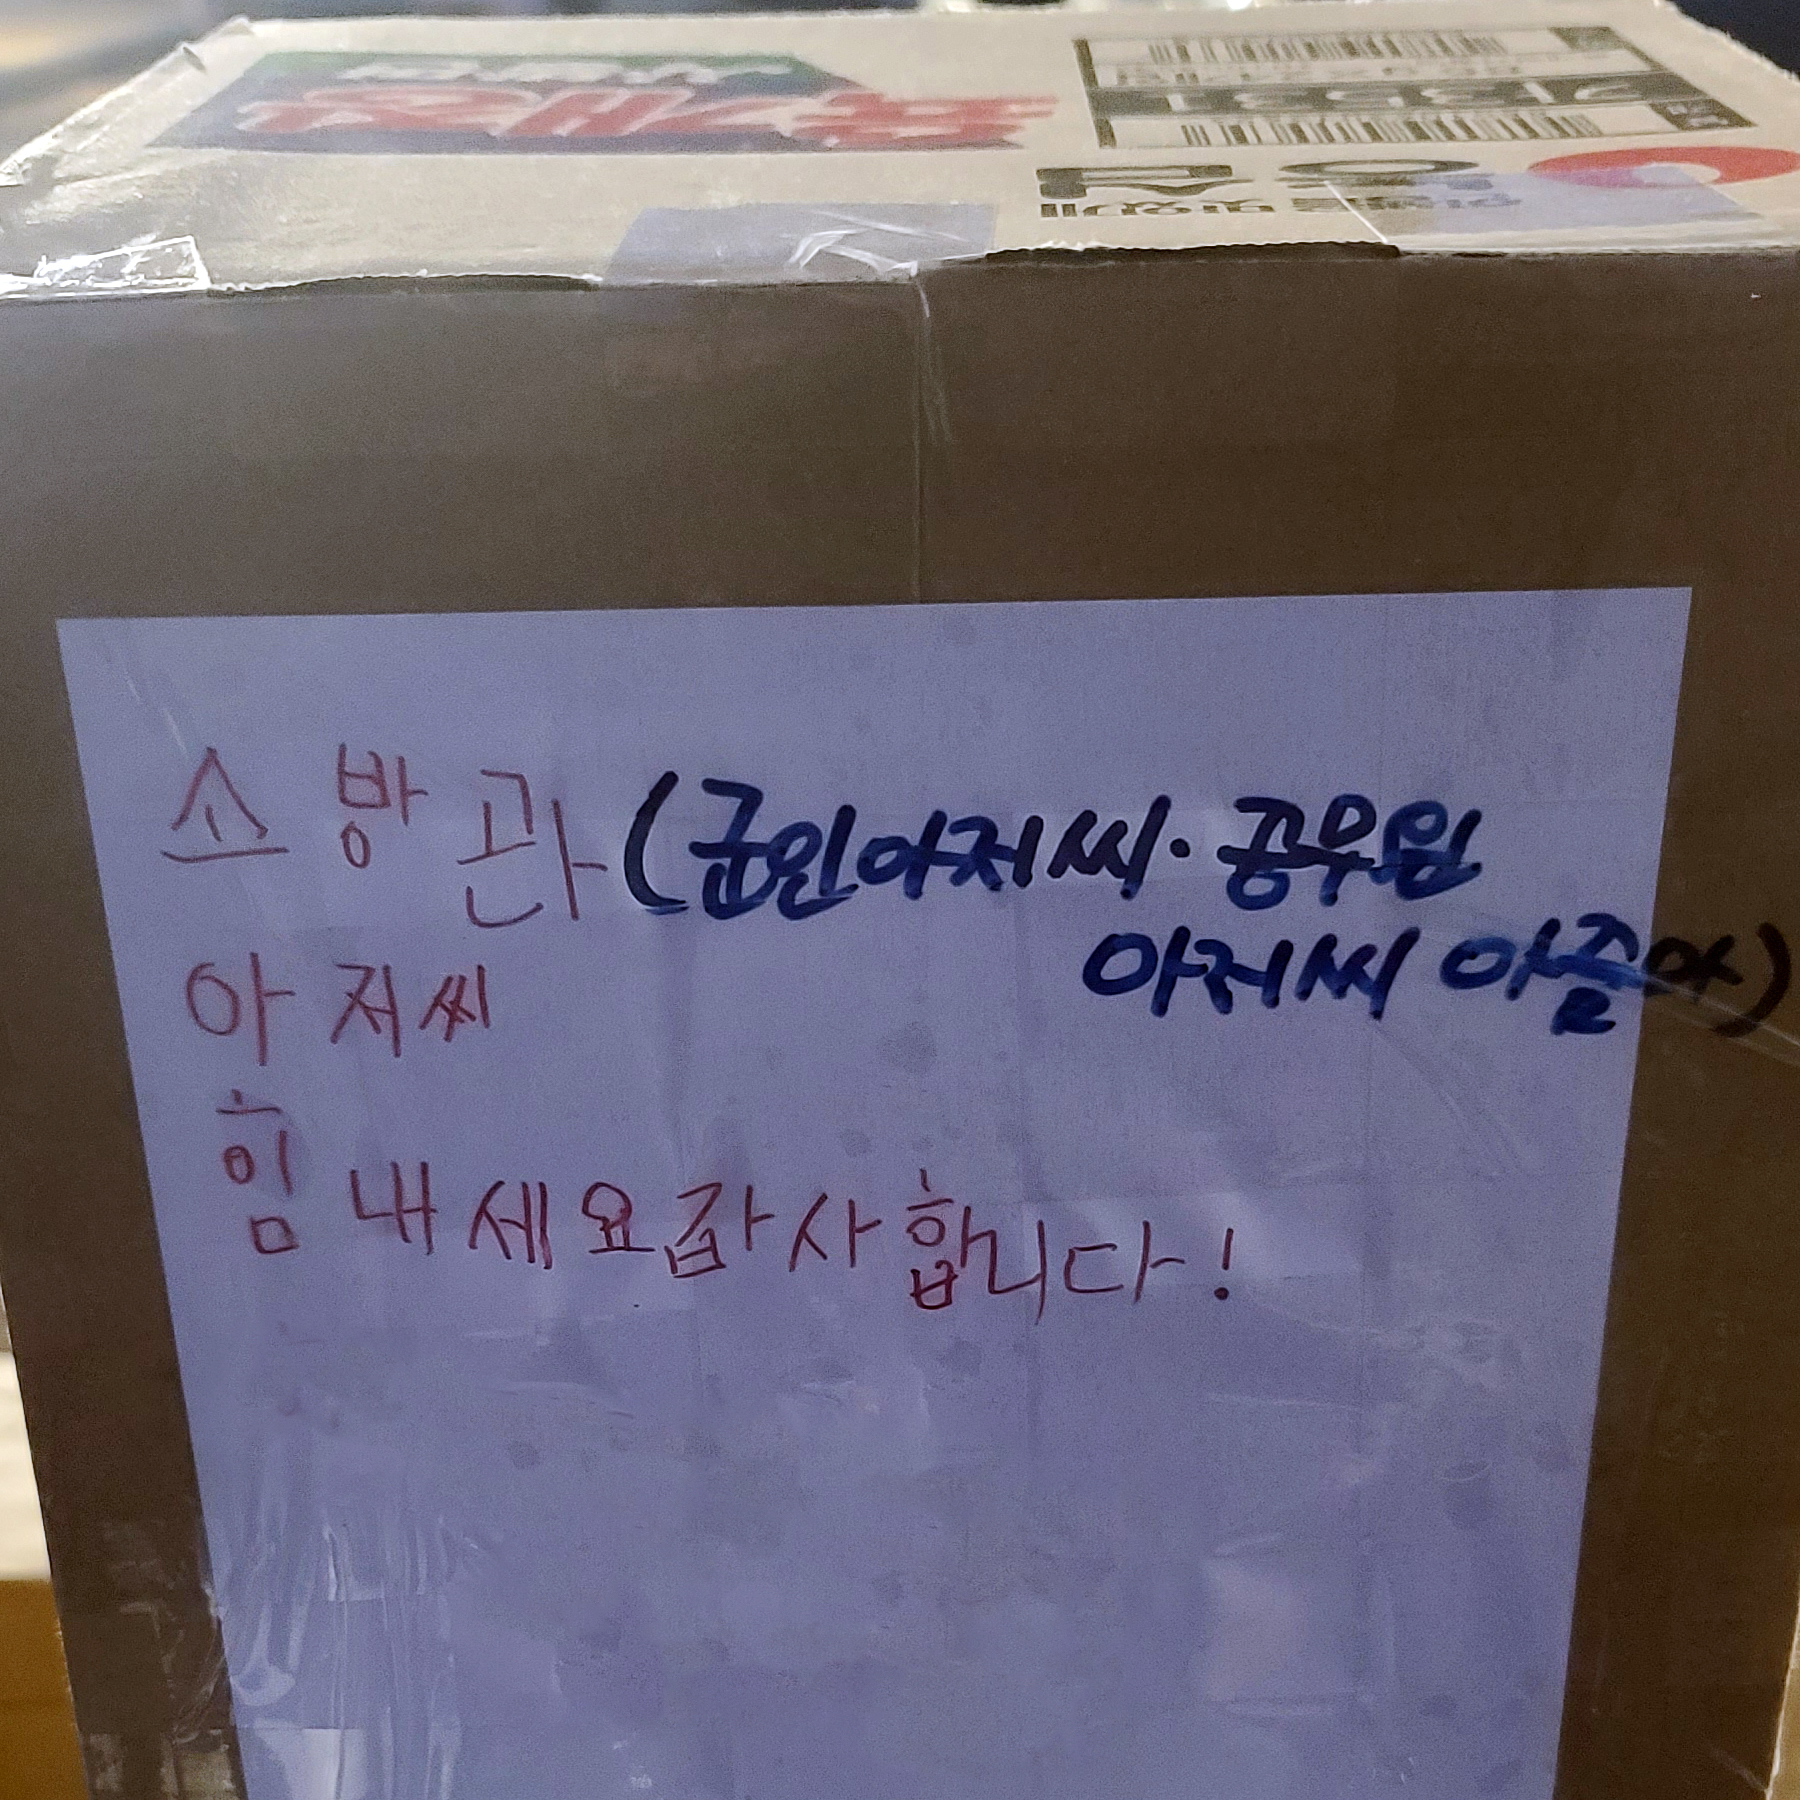 소방관(군인아저씨·공무원
아저씨 아줌마)
아저씨
힘내세요감사합니다!